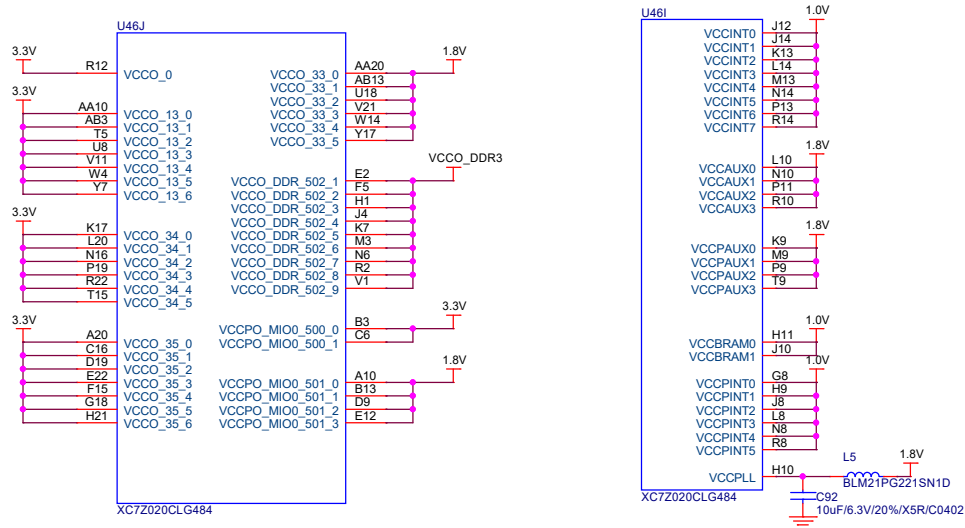 U46J
3.3V
R12 VCCO_0
3.3V
AA10 VCCO_13_0
AB3 VCCO_13_1
T5 VCCO_13_2
U8 VCCO_13_3
V11 VCCO_13_4
W4 VCCO_13_5
Y7 VCCO_13_6
3.3V
K17 VCCO_34_0
L20 VCCO_34_1
N16 VCCO_34_2
P19 VCCO_34_3
R22 VCCO_34_4
T15 VCCO_34_5
3.3V
A20 VCCO_35_0
C16 VCCO_35_1
D19 VCCO_35_2
E22 VCCO_35_3
F15 VCCO_35_4
G18 VCCO_35_5
H21 VCCO_35_6
1.8V
VCCO_33_0 AA20
VCCO_33_1 AB13
VCCO_33_2 U18
VCCO_33_3 V21
VCCO_33_4 W14
VCCO_33_5 Y17
VCCO_DDR3
VCCO_DDR_502_1 E2
VCCO_DDR_502_2 F5
VCCO_DDR_502_3 H1
VCCO_DDR_502_4 J4
VCCO_DDR_502_5 K7
VCCO_DDR_502_6 M3
VCCO_DDR_502_7 N6
VCCO_DDR_502_8 R2
VCCO_DDR_502_9 V1
3.3V
VCCPO_MIO0_500_0 B3
VCCPO_MIO0_500_1 C6
1.8V
VCCPO_MIO0_501_0 A10
VCCPO_MIO0_501_1 B13
VCCPO_MIO0_501_2 D9
VCCPO_MIO0_501_3 E12
XC7Z020CLG484
U46I
1.0V
VCCINT0 J12
VCCINT1 J14
VCCINT2 K13
VCCINT3 L14
VCCINT4 M13
VCCINT5 N14
VCCINT6 P13
VCCINT7 R14
1.8V
VCCAUX0 L10
VCCAUX1 N10
VCCAUX2 P11
VCCAUX3 R10
1.8V
VCCPAUX0 K9
VCCPAUX1 M9
VCCPAUX2 P9
VCCPAUX3 T9
1.0V
VCCBRAM0 H11
VCCBRAM1 J10
1.0V
VCCPINT0 G8
VCCPINT1 H9
VCCPINT2 J8
VCCPINT3 L8
VCCPINT4 N8
VCCPINT5 R8
VCCPLL H10
L5
1.8V
BLM21PG221SN1D
C92
10uF/6.3V/20%/X5R/C0402
XC7Z020CLG484